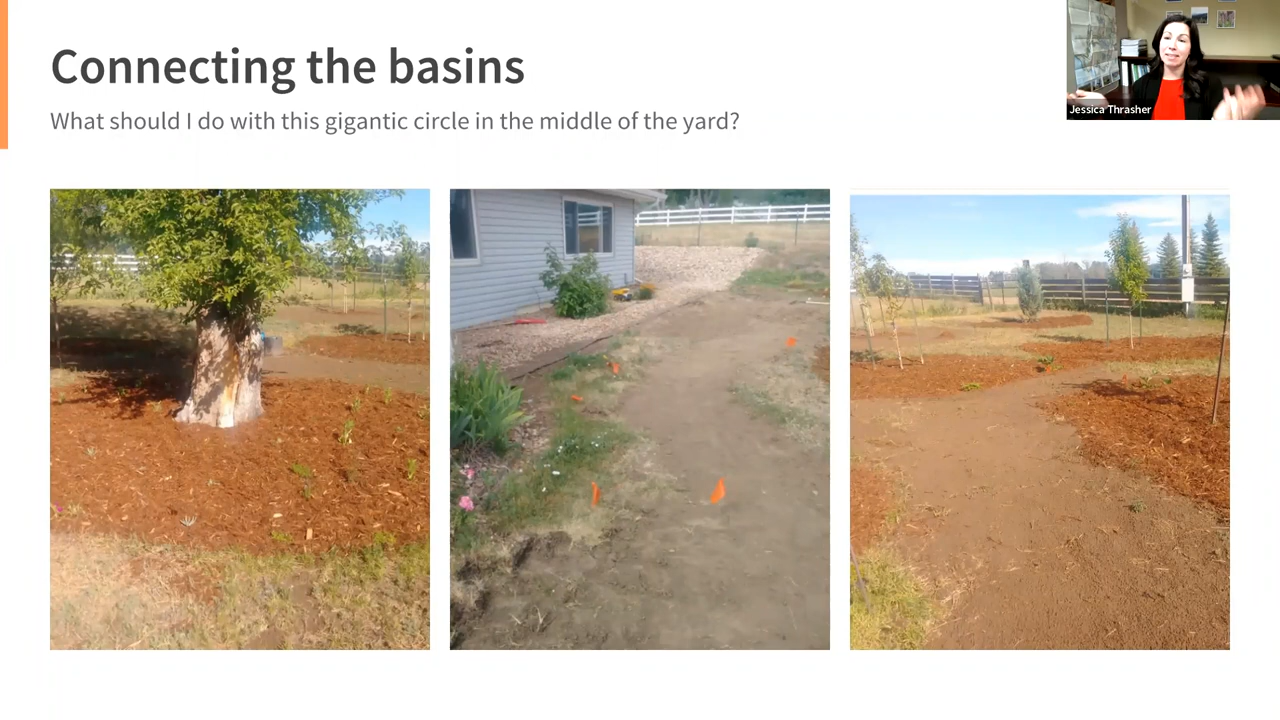 Connecting the basins
What should I do with this gigantic circle in the middle of the yard?
Jessica Thrasher